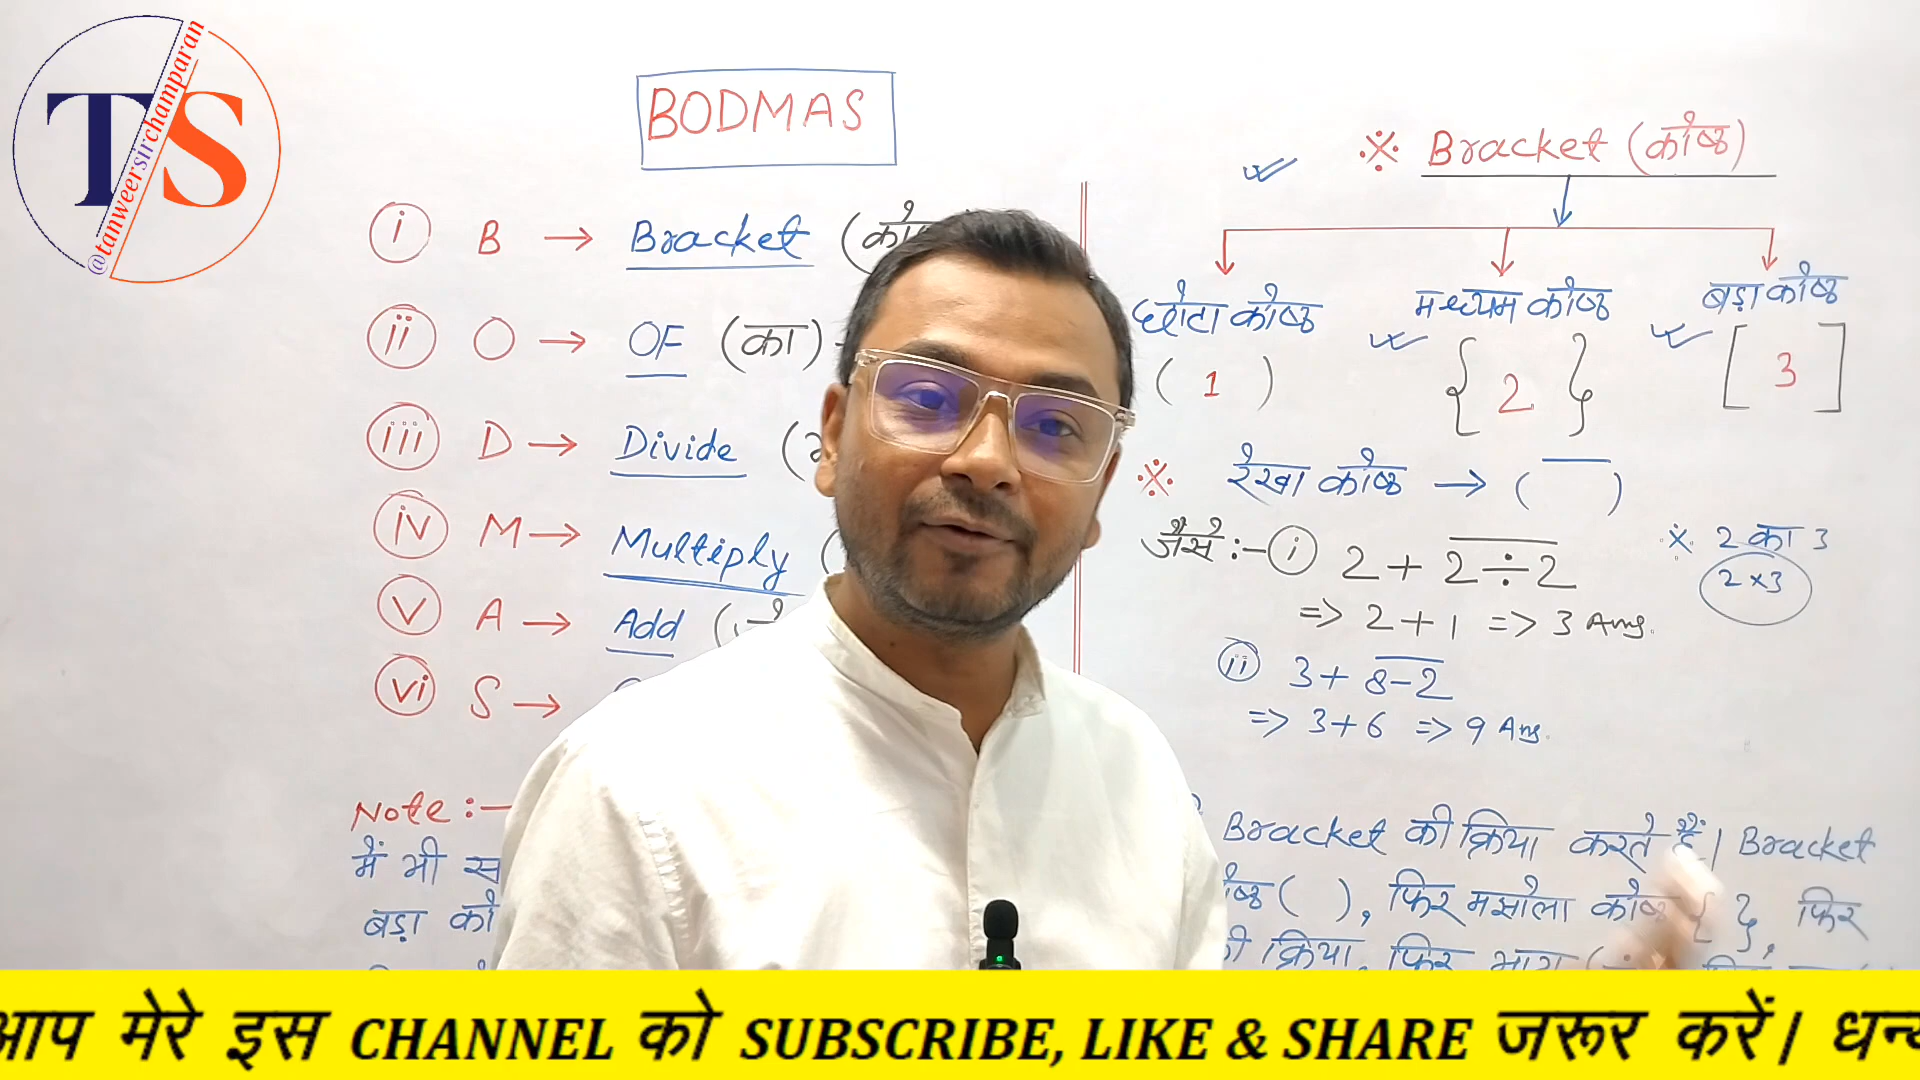 TS
@tanweersirchamparan
BODMAS
i B → Bracket
ii O → OF (का)
iii D → Divide
iv M → Multiply
v A → Add
vi S →
Note :-
में भी
बड़ा
※ Bracket (कोष्ठ)
छोटा कोष्ठ मध्यम कोष्ठ बड़ा कोष्ठ
( 1 ) { 2 } [ 3 ]
※ रेखा कोष्ठ → ( ‾ )
जैसे :- i 2 + 2÷2
⇒ 2+1 ⇒ 3 Ans.
ii 3 + 8-2
⇒ 3+6 ⇒ 9 Ans.
※ 2 का 3
2 × 3
Bracket की क्रिया करते हैं। Bracket
( ), फिर मझोला कोष्ठ { }, फिर
की क्रिया, फिर भाग
आप मेरे इस CHANNEL को SUBSCRIBE, LIKE & SHARE जरूर करें।